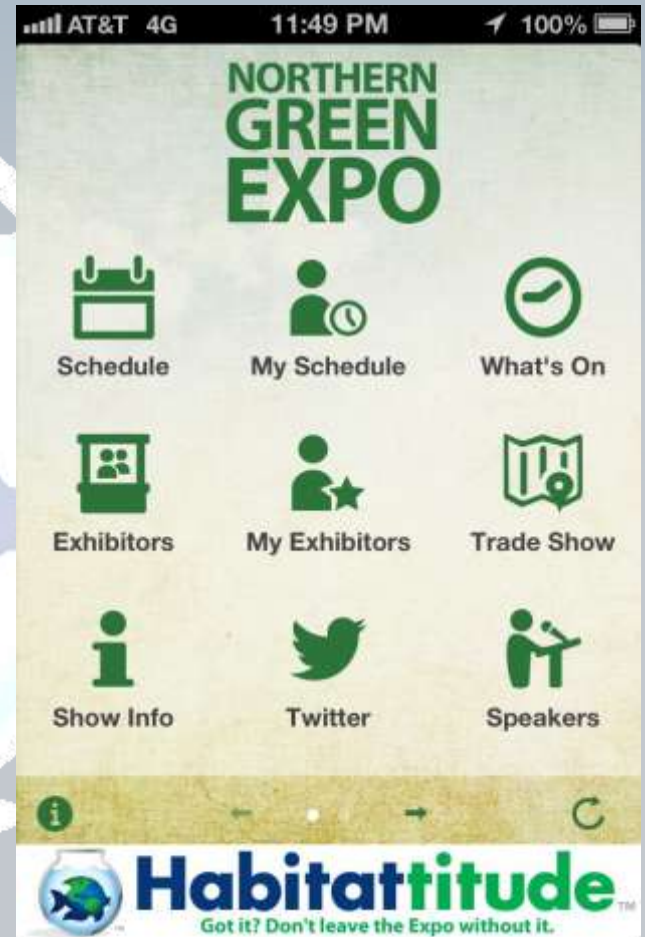 AT&T 4G 11:49 PM 100%
NORTHERN
GREEN
EXPO
Schedule My Schedule What's On
Exhibitors My Exhibitors Trade Show
Show Info Twitter Speakers
Habitattitude™
Got it? Don't leave the Expo without it.